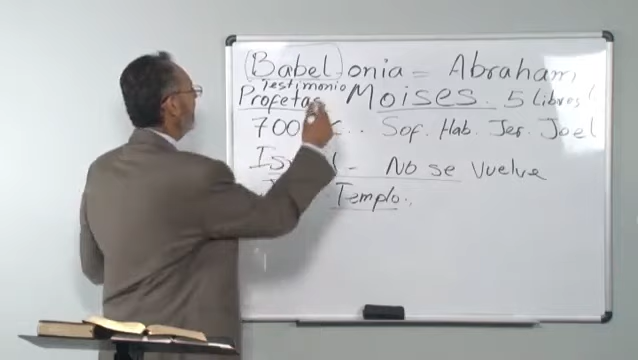 Babel-onia = Abraham,
Testimonio
Profetas Moises. 5 libros
700 Sof. Hab. Jer. Joel
- No se vuelve
Templo.